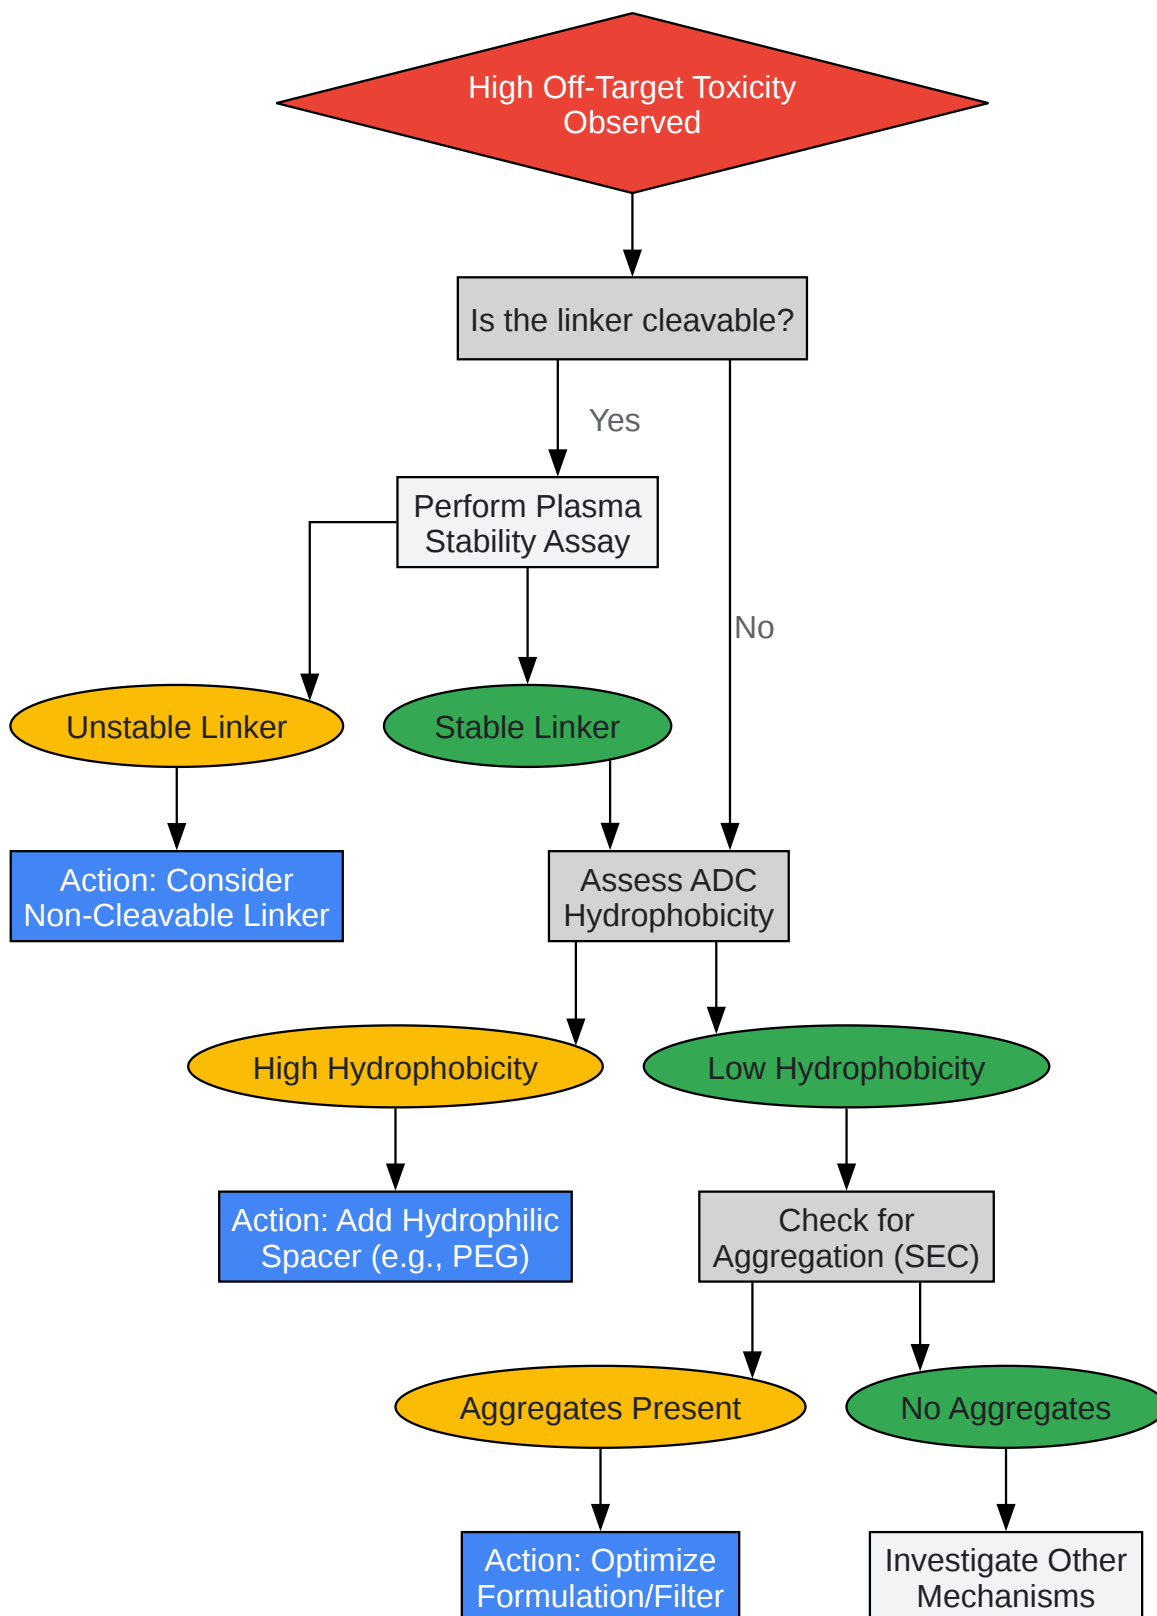 High Off-Target Toxicity
Observed
Is the linker cleavable?
Yes
Perform Plasma
Stability Assay
No
Unstable Linker
Stable Linker
Action: Consider
Non-Cleavable Linker
Assess ADC
Hydrophobicity
High Hydrophobicity
Low Hydrophobicity
Action: Add Hydrophilic
Spacer (e.g., PEG)
Check for
Aggregation (SEC)
Aggregates Present
No Aggregates
Action: Optimize
Formulation/Filter
Investigate Other
Mechanisms